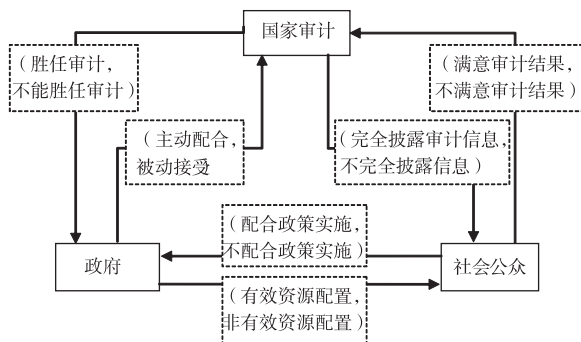 国家审计
（胜任审计，
不能胜任审计）
（满意审计结果，
不满意审计结果）
（主动配合，
被动接受
（完全披露审计信息，
不完全披露信息）
（配合政策实施，
不配合政策实施）
政府
社会公众
（有效资源配置，
非有效资源配置）